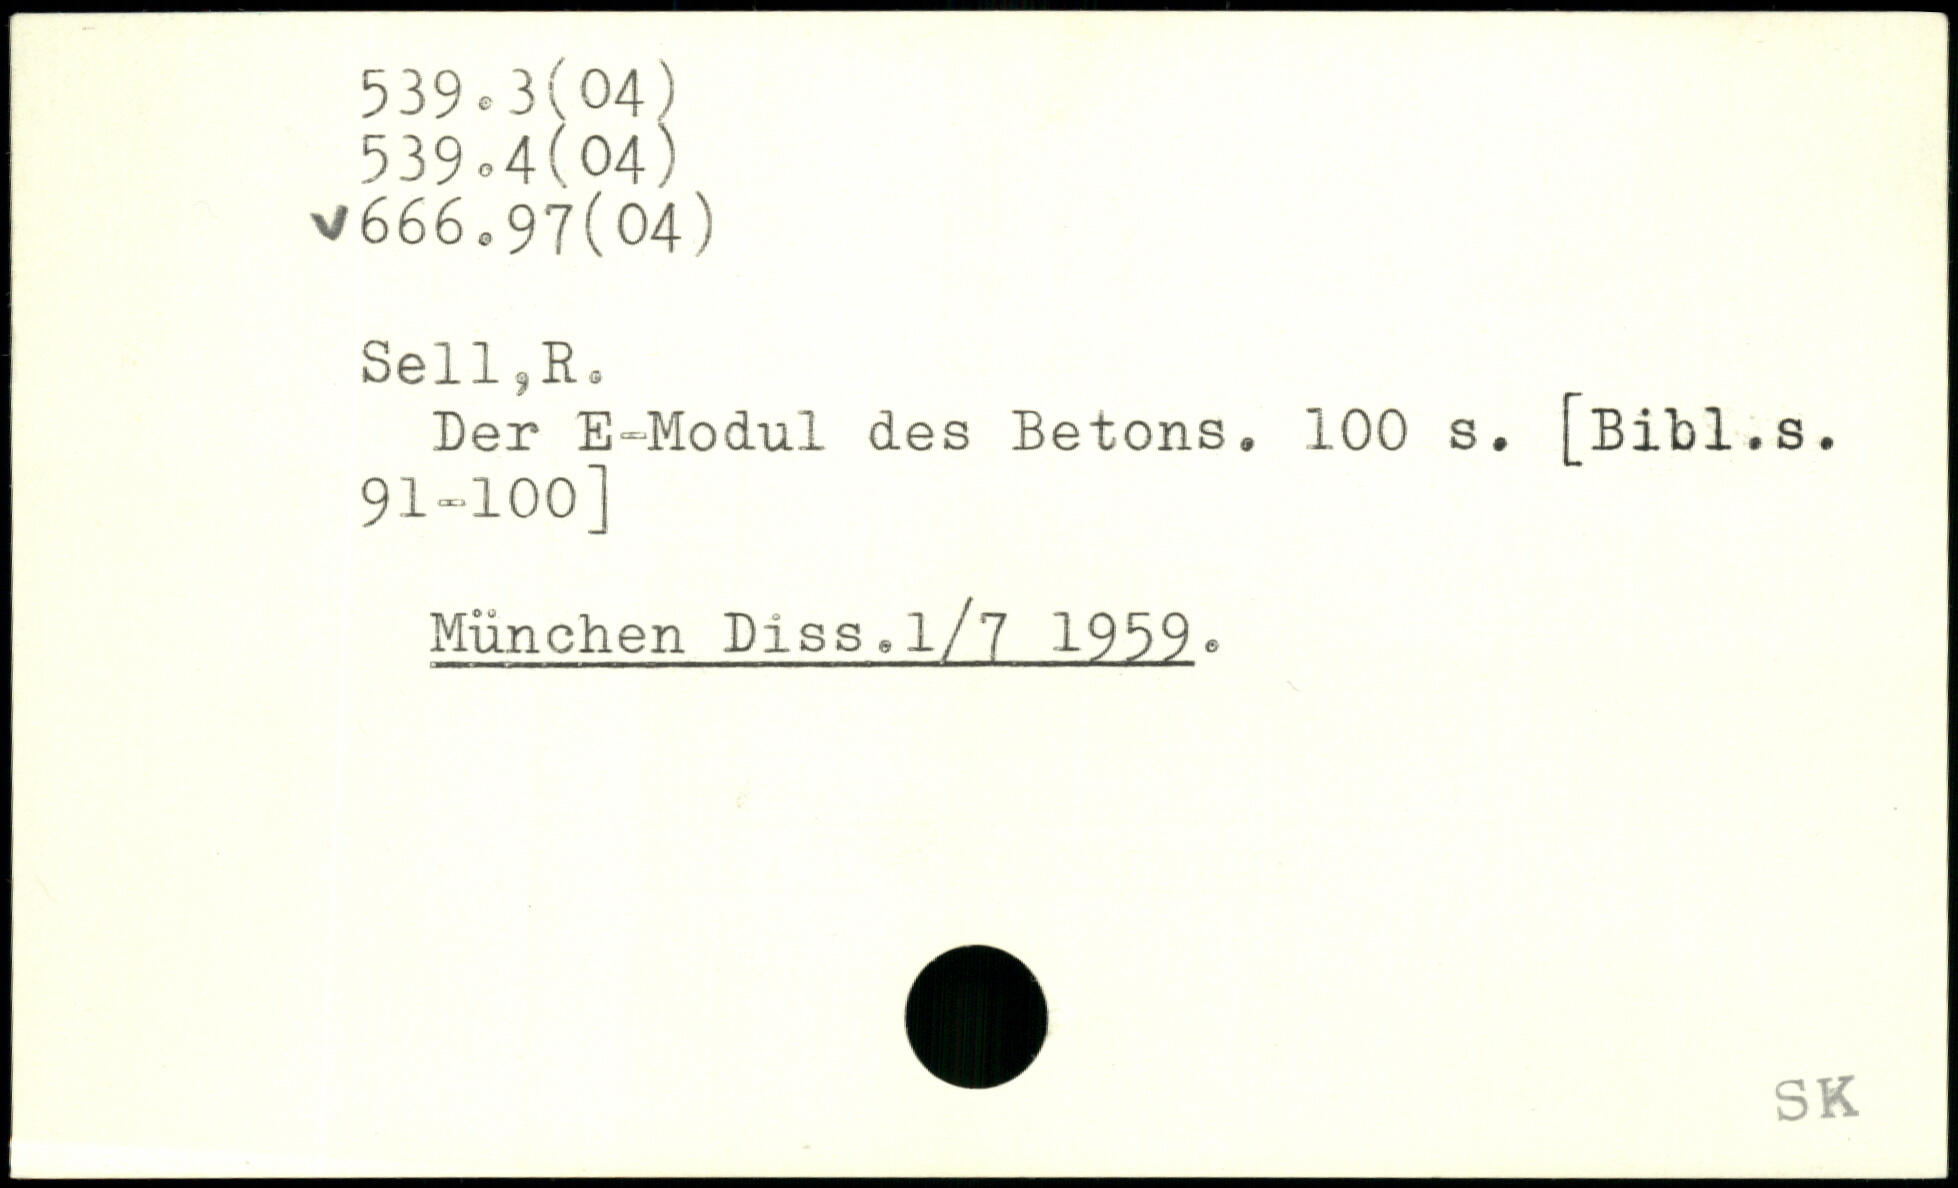 539.3(04)
539.4(04)
✓666.97(04)
Sell,R.
Der E-Modul des Betons. 100 s. [Bibl.s.
91-100]
München Diss.1/7 1959.
SK